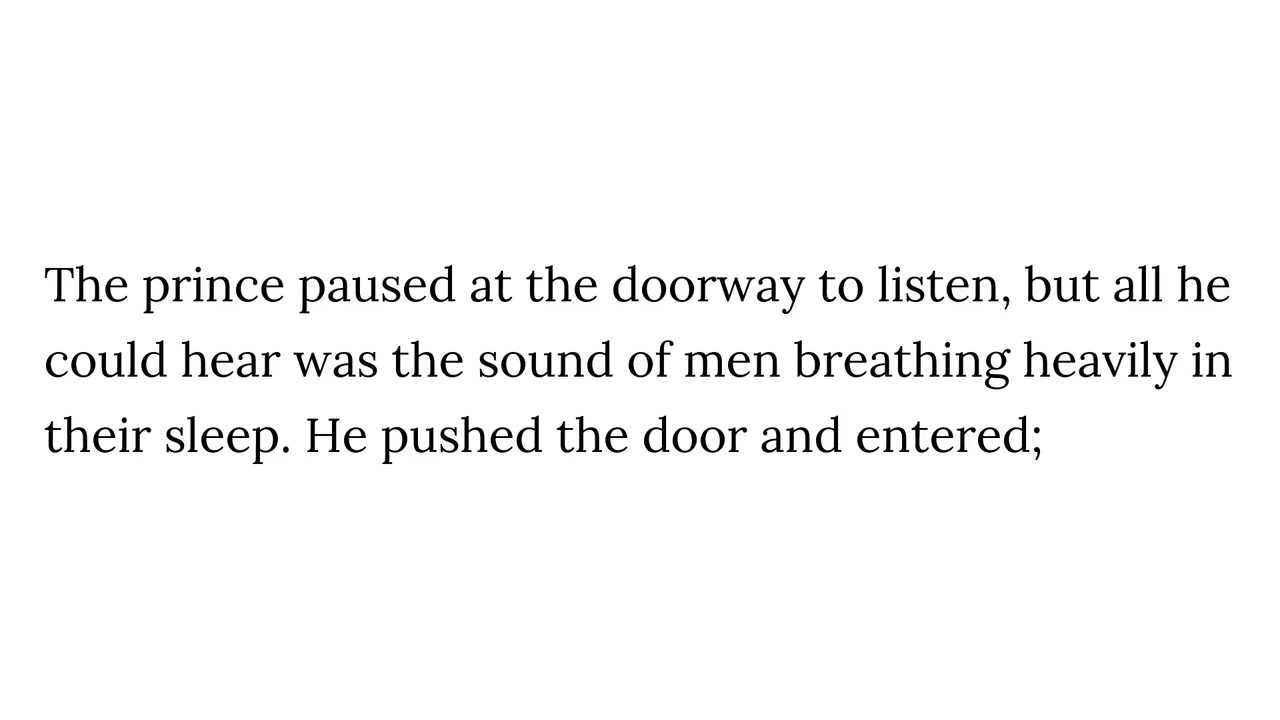 The prince paused at the doorway to listen, but all he
could hear was the sound of men breathing heavily in
their sleep. He pushed the door and entered;